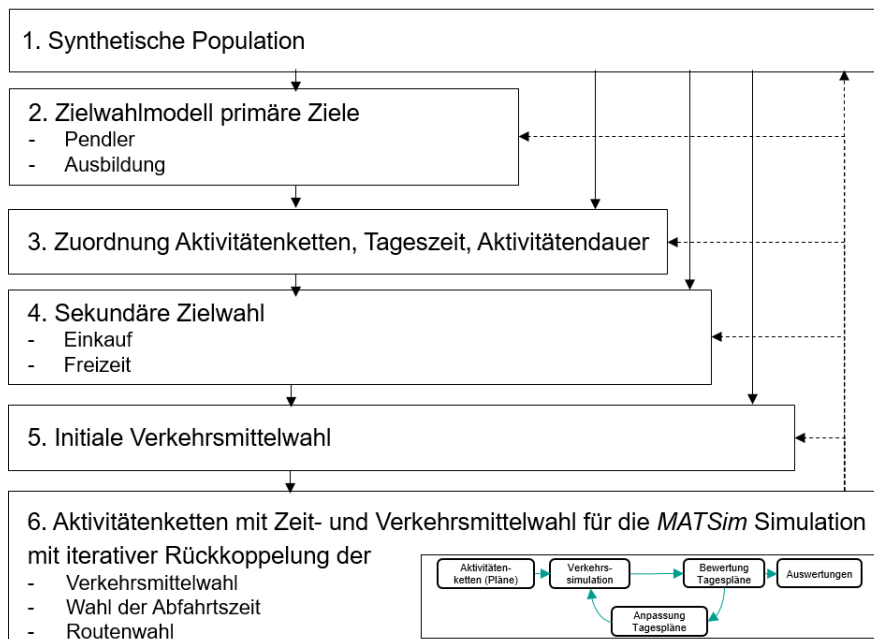 1. Synthetische Population
2. Zielwahlmodell primäre Ziele
- Pendler
- Ausbildung
3. Zuordnung Aktivitätenketten, Tageszeit, Aktivitätendauer
4. Sekundäre Zielwahl
- Einkauf
- Freizeit
5. Initiale Verkehrsmittelwahl
6. Aktivitätenketten mit Zeit- und Verkehrsmittelwahl für die MATSim Simulation
mit iterativer Rückkoppelung der
- Verkehrsmittelwahl
- Wahl der Abfahrtszeit
- Routenwahl
Aktivitäten-
ketten (Pläne)
Verkehrs-
simulation
Bewertung
Tagespläne
Auswertungen
Anpassung
Tagespläne